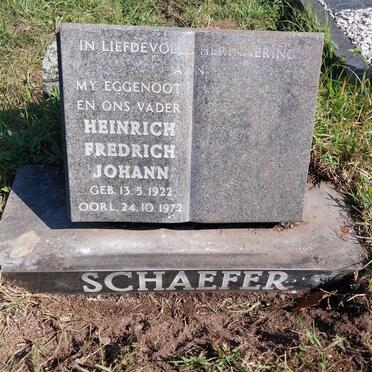 IN LIEFDEVOLLE HERINNERING
AAN
MY EGGENOOT
EN ONS VADER
HEINRICH
FREDRICH
JOHANN
GEB. 13.5.1922
OORL. 24.10.1972
SCHAEFER